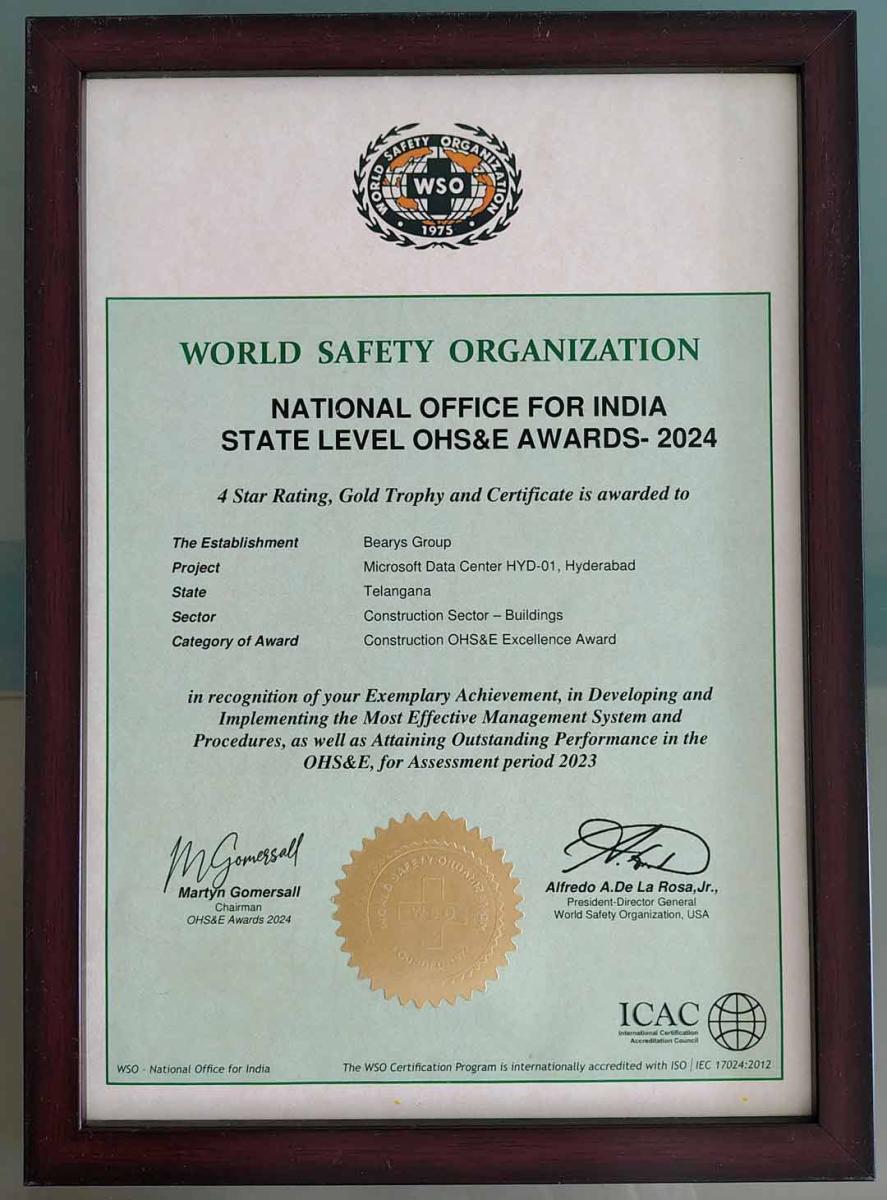 WORLD SAFETY ORGANIZATION
WSO
1975
WORLD SAFETY ORGANIZATION
NATIONAL OFFICE FOR INDIA
STATE LEVEL OHS&E AWARDS- 2024
4 Star Rating, Gold Trophy and Certificate is awarded to
The Establishment Bearys Group
Project Microsoft Data Center HYD-01, Hyderabad
State Telangana
Sector Construction Sector – Buildings
Category of Award Construction OHS&E Excellence Award
in recognition of your Exemplary Achievement, in Developing and
Implementing the Most Effective Management System and
Procedures, as well as Attaining Outstanding Performance in the
OHS&E, for Assessment period 2023
M Gomersall
Martyn Gomersall
Chairman
OHS&E Awards 2024
WORLD SAFETY ORGANIZATION
WSO
Alfredo A.De La Rosa,Jr.,
President-Director General
World Safety Organization, USA
ICAC
International Certification
Accreditation Council
WSO - National Office for India
The WSO Certification Program is internationally accredited with ISO | IEC 17024:2012